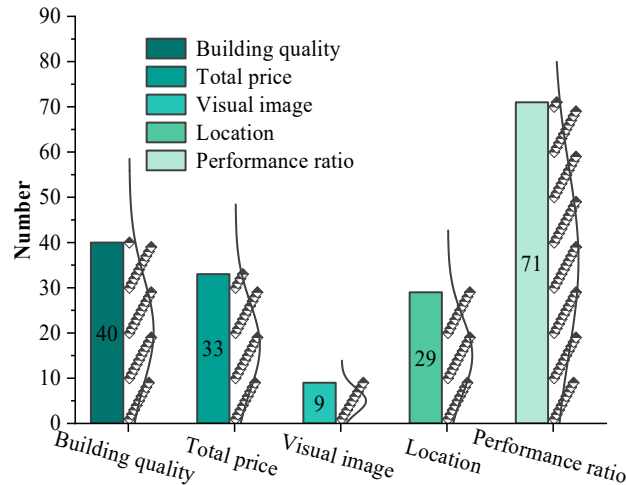 90
80
70
60
50
40
30
20
10
0
Number
Building quality
Total price
Visual image
Location
Performance ratio
40
33
9
29
71
Building quality
Total price
Visual image
Location
Performance ratio